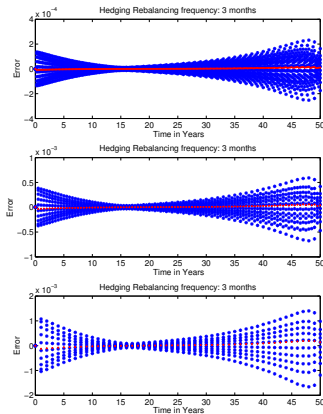 Hedging Rebalancing frequency: 3 months
x 10⁻⁴
4
2
0
−2
−4
Error
0 5 10 15 20 25 30 35 40 45 50
Time in Years
Hedging Rebalancing frequency: 3 months
x 10⁻³
1
0.5
0
−0.5
−1
Error
0 5 10 15 20 25 30 35 40 45 50
Time in Years
Hedging Rebalancing frequency: 3 months
x 10⁻³
2
1
0
−1
−2
Error
0 5 10 15 20 25 30 35 40 45 50
Time in Years